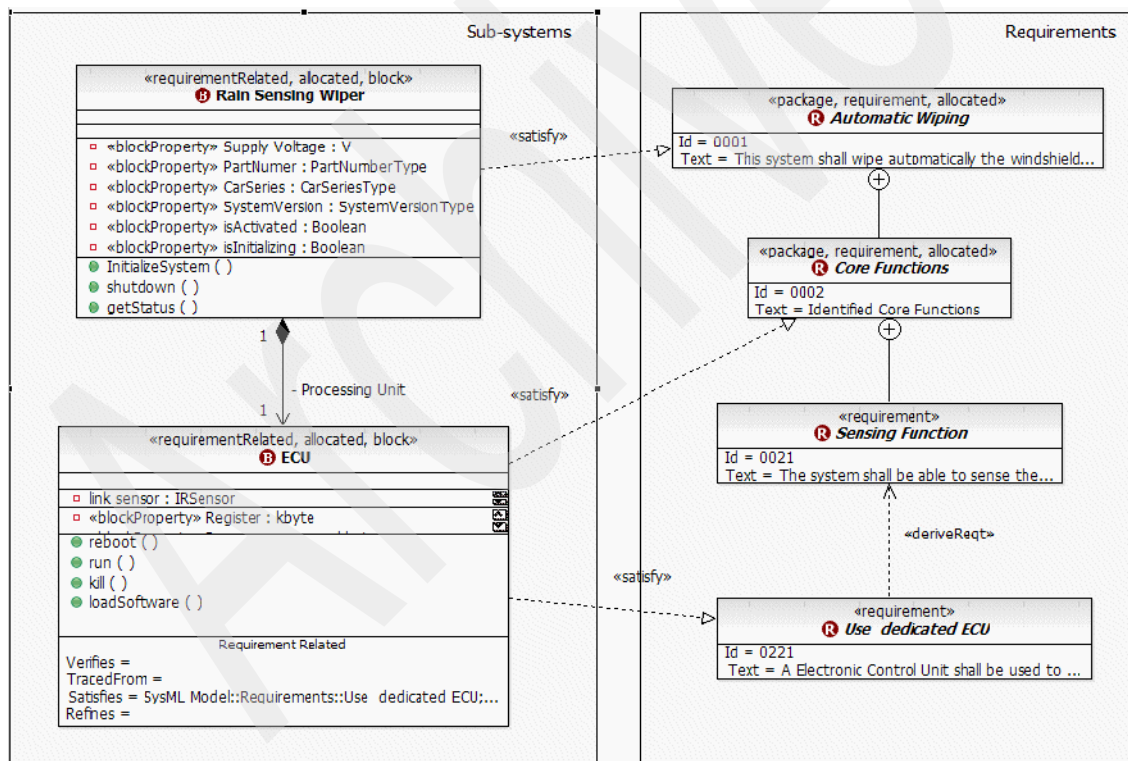 Sub-systems
«requirementRelated, allocated, block»
B Rain Sensing Wiper
«blockProperty» Supply Voltage : V
«blockProperty» PartNumer : PartNumberType
«blockProperty» CarSeries : CarSeriesType
«blockProperty» SystemVersion : SystemVersionType
«blockProperty» isActivated : Boolean
«blockProperty» isInitializing : Boolean
InitializeSystem ( )
shutdown ( )
getStatus ( )
1
- Processing Unit
1
«requirementRelated, allocated, block»
B ECU
link sensor : IRSensor
«blockProperty» Register : kbyte
reboot ( )
run ( )
kill ( )
loadSoftware ( )
Requirement Related
Verifies =
TracedFrom =
Satisfies = SysML Model::Requirements::Use dedicated ECU;...
Refines =
«satisfy»
«satisfy»
«satisfy»
Requirements
«package, requirement, allocated»
R Automatic Wiping
Id = 0001
Text = This system shall wipe automatically the windshield...
«package, requirement, allocated»
R Core Functions
Id = 0002
Text = Identified Core Functions
«requirement»
R Sensing Function
Id = 0021
Text = The system shall be able to sense the...
«deriveReqt»
«requirement»
R Use dedicated ECU
Id = 0221
Text = A Electronic Control Unit shall be used to ...
Archive